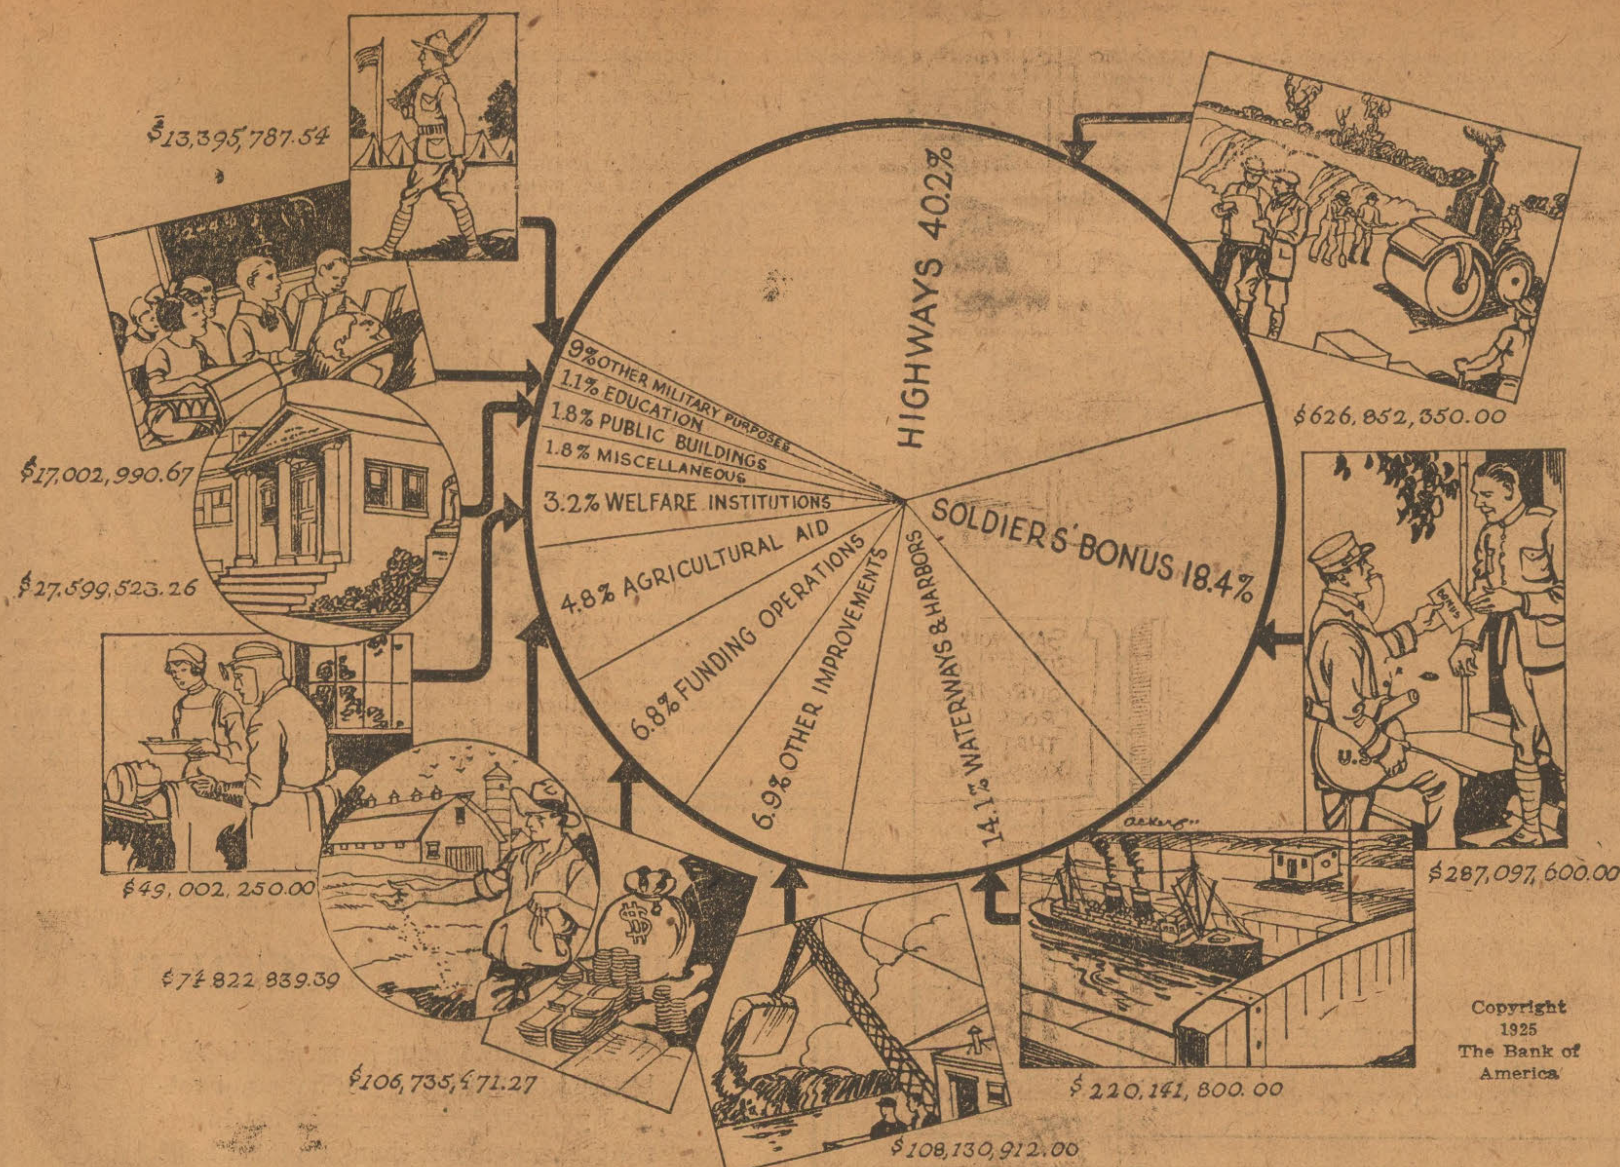 $13,395,787.54
$17,002,990.67
$27,599,523.26
$49,002,250.00
$106,735,471.27
$108,130,912.00
$220,141,800.00
$287,097,600.00
$626,852,350.00
HIGHWAYS 40.2%
SOLDIERS' BONUS 18.4%
14.1% WATERWAYS & HARBORS
6.9% OTHER IMPROVEMENTS
6.8% FUNDING OPERATIONS
4.8% AGRICULTURAL AID
3.2% WELFARE INSTITUTIONS
1.8% MISCELLANEOUS
1.8% PUBLIC BUILDINGS
1.1% EDUCATION
9% OTHER MILITARY PURPOSES
BONUS
U.S.
Copyright
1925
The Bank of
America